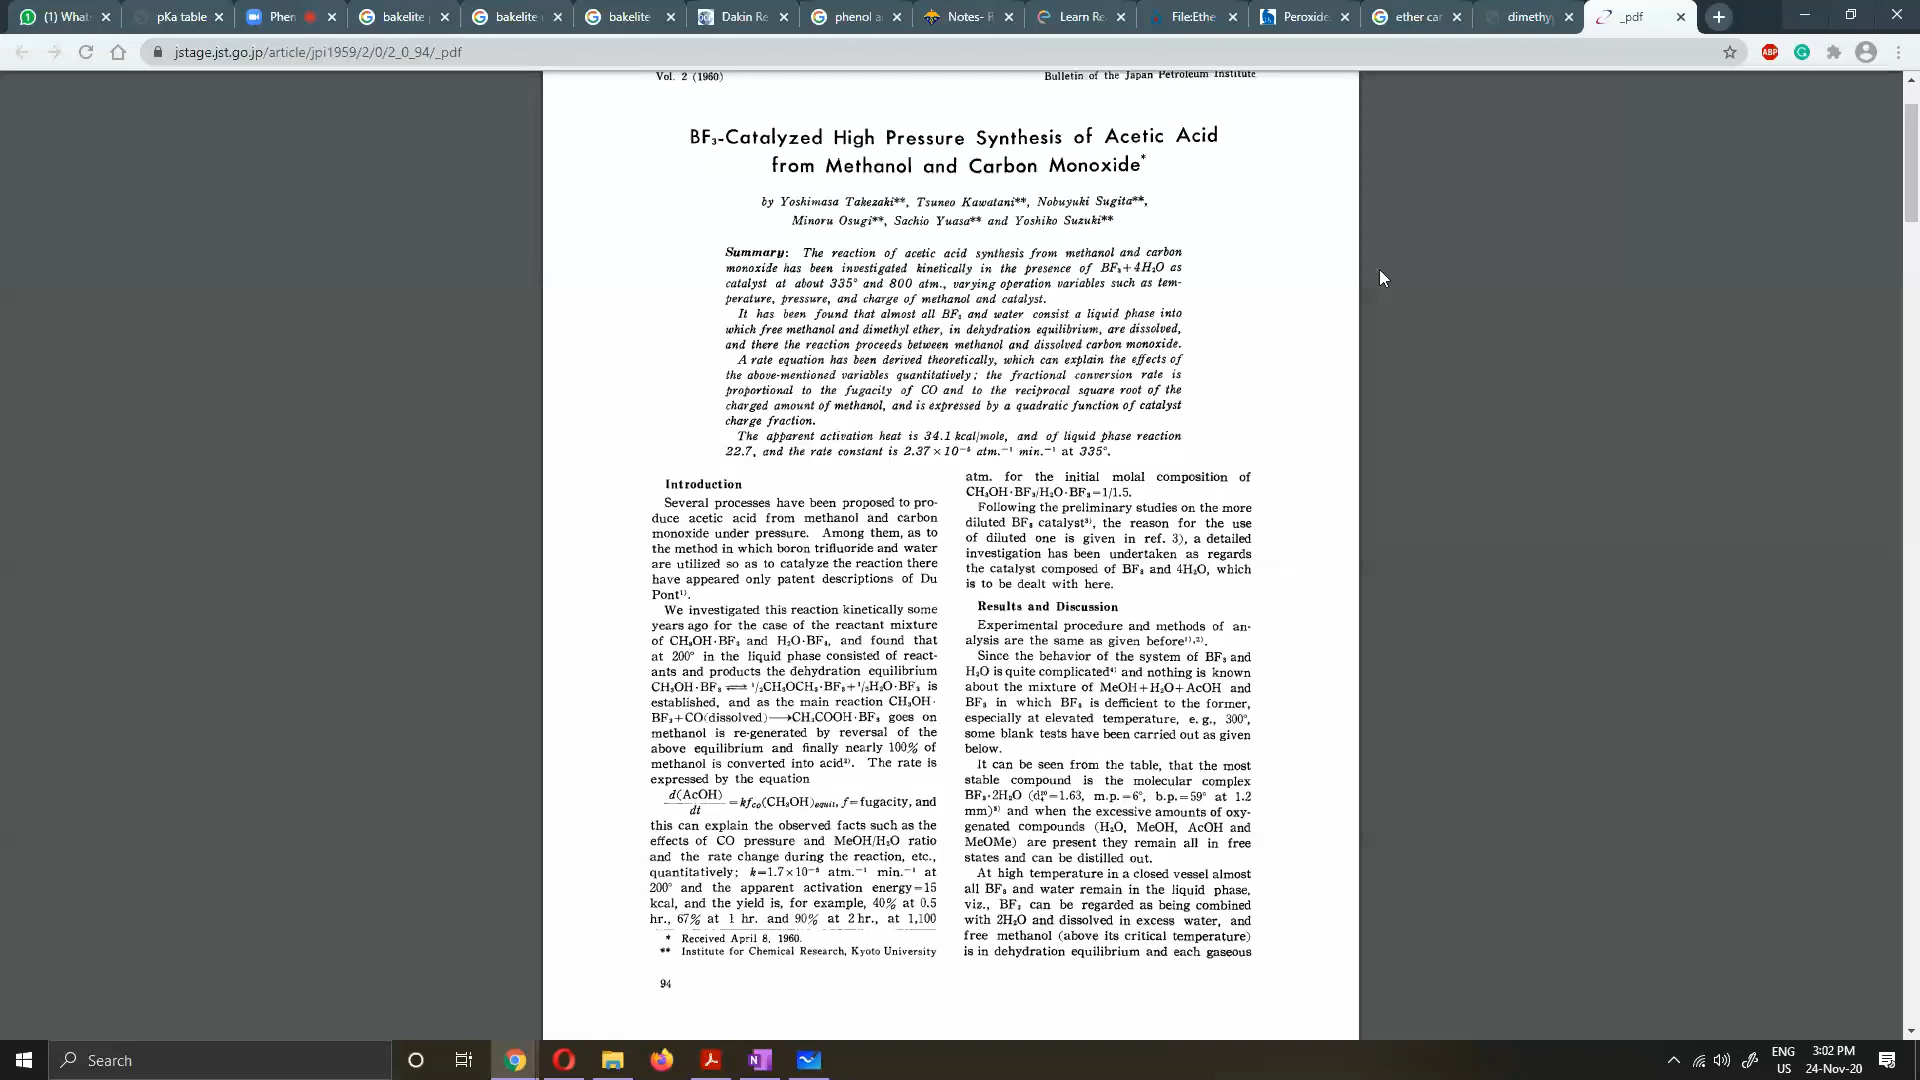 (1) Whats
pKa table
Phen
bakelite
bakelite
bakelite
Dakin Re
phenol a
Notes- R
Learn Re
File:Ethe
Peroxide
ether car
dimethy
_pdf
jstage.jst.go.jp/article/jpi1959/2/0/2_0_94/_pdf
ABP
Vol. 2 (1960)
Bulletin of the Japan Petroleum Institute
BF₃-Catalyzed High Pressure Synthesis of Acetic Acid
from Methanol and Carbon Monoxide*
by Yoshimasa Takezaki**, Tsuneo Kawatani**, Nobuyuki Sugita**,
Minoru Osugi**, Sachio Yuasa** and Yoshiko Suzuki**
Summary: The reaction of acetic acid synthesis from methanol and carbon
monoxide has been investigated kinetically in the presence of BF₃+4H₂O as
catalyst at about 335° and 800 atm., varying operation variables such as tem-
perature, pressure, and charge of methanol and catalyst.
It has been found that almost all BF₃ and water consist a liquid phase into
which free methanol and dimethyl ether, in dehydration equilibrium, are dissolved,
and there the reaction proceeds between methanol and dissolved carbon monoxide.
A rate equation has been derived theoretically, which can explain the effects of
the above-mentioned variables quantitatively; the fractional conversion rate is
proportional to the fugacity of CO and to the reciprocal square root of the
charged amount of methanol, and is expressed by a quadratic function of catalyst
charge fraction.
The apparent activation heat is 34.1 kcal/mole, and of liquid phase reaction
22.7, and the rate constant is 2.37×10⁻⁵ atm.⁻¹ min.⁻¹ at 335°.
Introduction
Several processes have been proposed to pro-
duce acetic acid from methanol and carbon
monoxide under pressure. Among them, as to
the method in which boron trifluoride and water
are utilized so as to catalyze the reaction there
have appeared only patent descriptions of Du
Pont¹⁾.
We investigated this reaction kinetically some
years ago for the case of the reactant mixture
of CH₃OH·BF₃ and H₂O·BF₃, and found that
at 200° in the liquid phase consisted of react-
ants and products the dehydration equilibrium
CH₃OH·BF₃ ⇌ ¹/₂CH₃OCH₃·BF₃+¹/₂H₂O·BF₃ is
established, and as the main reaction CH₃OH·
BF₃+CO(dissolved)⟶CH₃COOH·BF₃ goes on
methanol is re-generated by reversal of the
above equilibrium and finally nearly 100% of
methanol is converted into acid²⁾. The rate is
expressed by the equation
d(AcOH)/dt =kf_CO(CH₃OH)equil, f=fugacity, and
this can explain the observed facts such as the
effects of CO pressure and MeOH/H₂O ratio
and the rate change during the reaction, etc.,
quantitatively; k=1.7×10⁻⁵ atm.⁻¹ min.⁻¹ at
200° and the apparent activation energy=15
kcal, and the yield is, for example, 40% at 0.5
hr., 67% at 1 hr. and 90% at 2 hr., at 1,100
* Received April 8, 1960.
** Institute for Chemical Research, Kyoto University
94
atm. for the initial molal composition of
CH₃OH·BF₃/H₂O·BF₃=1/1.5.
Following the preliminary studies on the more
diluted BF₃ catalyst³⁾, the reason for the use
of diluted one is given in ref. 3), a detailed
investigation has been undertaken as regards
the catalyst composed of BF₃ and 4H₂O, which
is to be dealt with here.
Results and Discussion
Experimental procedure and methods of an-
alysis are the same as given before¹⁾,²⁾.
Since the behavior of the system of BF₃ and
H₂O is quite complicated⁴⁾ and nothing is known
about the mixture of MeOH+H₂O+AcOH and
BF₃ in which BF₃ is defficient to the former,
especially at elevated temperature, e. g., 300°,
some blank tests have been carried out as given
below.
It can be seen from the table, that the most
stable compound is the molecular complex
BF₃·2H₂O (d₄²⁰=1.63, m.p.=6°, b.p.=59° at 1.2
mm)⁵⁾ and when the excessive amounts of oxy-
genated compounds (H₂O, MeOH, AcOH and
MeOMe) are present they remain all in free
states and can be distilled out.
At high temperature in a closed vessel almost
all BF₃ and water remain in the liquid phase,
viz., BF₃ can be regarded as being combined
with 2H₂O and dissolved in excess water, and
free methanol (above its critical temperature)
is in dehydration equilibrium and each gaseous
Search
ENG
US
3:02 PM
24-Nov-20